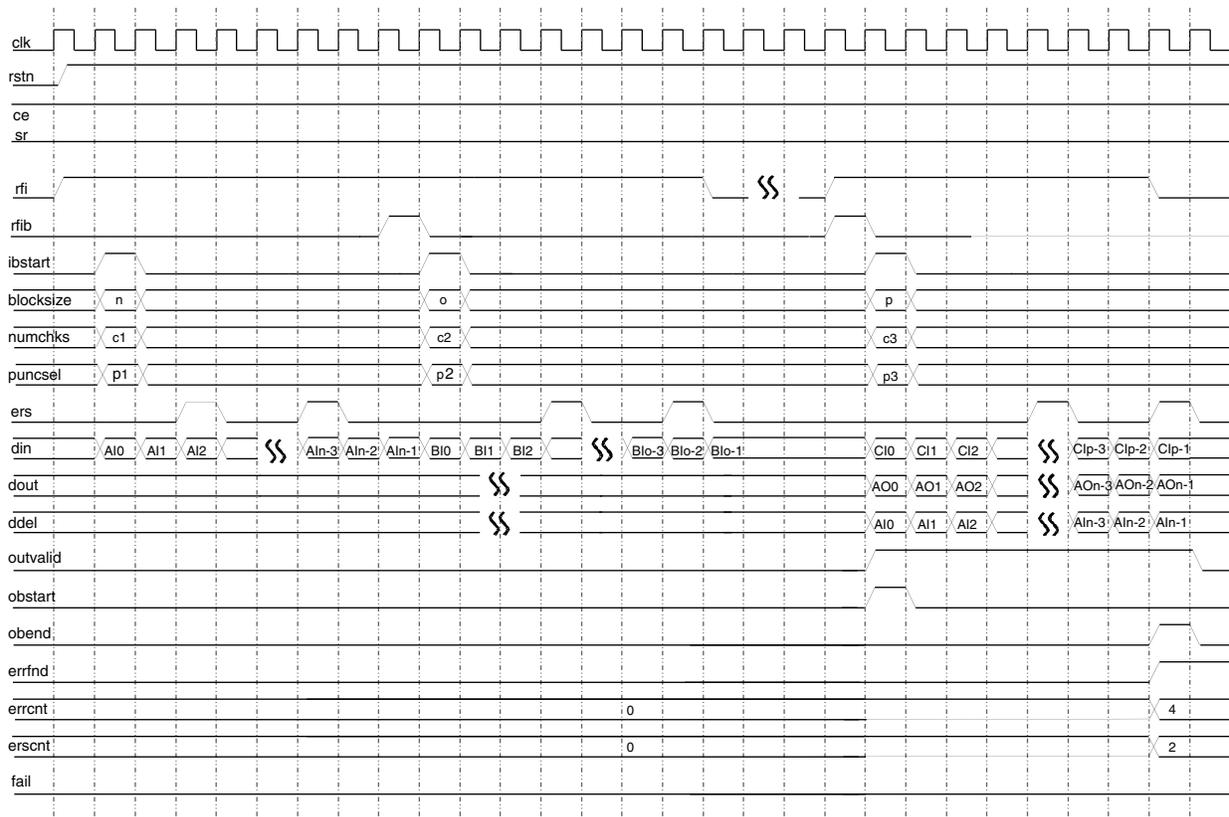 clk
rstn
ce
sr
rfi
rfib
ibstart
blocksize n o p
numchks c1 c2 c3
puncsel p1 p2 p3
ers
din AI0 AI1 AI2 AIn-3 AIn-2 AIn-1 BI0 BI1 BI2 BIo-3 BIo-2 BIo-1 CI0 CI1 CI2 CIp-3 CIp-2 CIp-1
dout AO0 AO1 AO2 AOn-3 AOn-2 AOn-1
ddel AI0 AI1 AI2 AIn-3 AIn-2 AIn-1
outvalid
obstart
obend
errfnd
errcnt 0 4
erscnt 0 2
fail